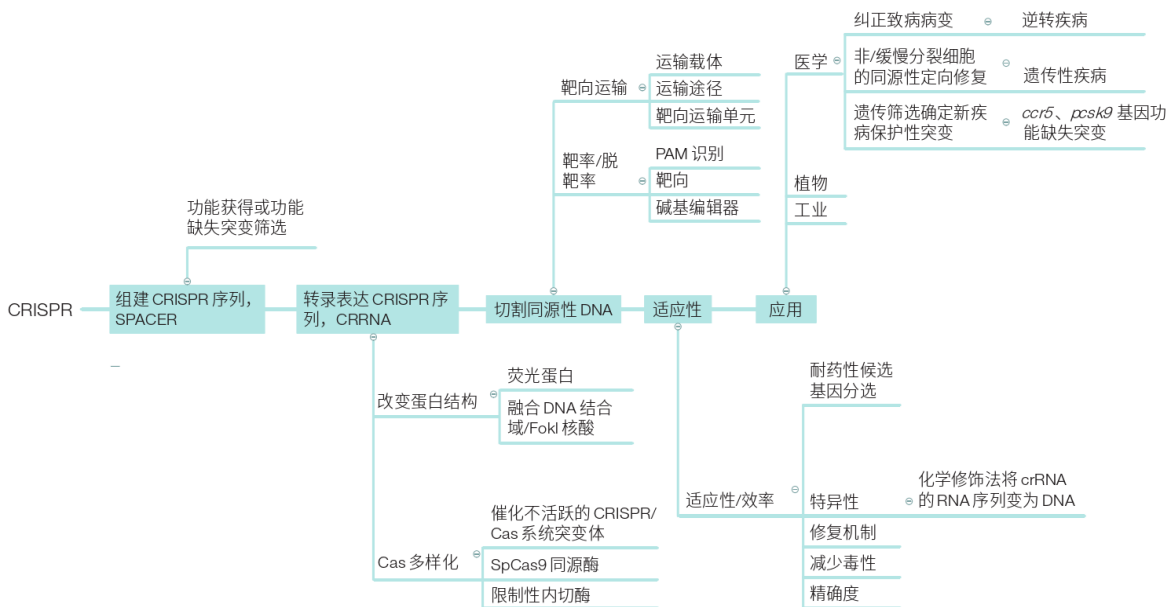 纠正致病病变
逆转疾病
医学
非/缓慢分裂细胞
的同源性定向修复
遗传性疾病
遗传筛选确定新疾
病保护性突变
ccr5、pcsk9 基因功
能缺失突变
植物
工业
运输载体
靶向运输
运输途径
靶向运输单元
靶率/脱
靶率
PAM 识别
靶向
碱基编辑器
功能获得或功能
缺失突变筛选
CRISPR
组建 CRISPR 序列，
SPACER
转录表达 CRISPR 序
列，CRRNA
切割同源性 DNA
适应性
应用
改变蛋白结构
荧光蛋白
融合 DNA 结合
域/FokI 核酸
Cas 多样化
催化不活跃的 CRISPR/
Cas 系统突变体
SpCas9 同源酶
限制性内切酶
适应性/效率
耐药性候选
基因分选
特异性
化学修饰法将 crRNA
的 RNA 序列变为 DNA
修复机制
减少毒性
精确度